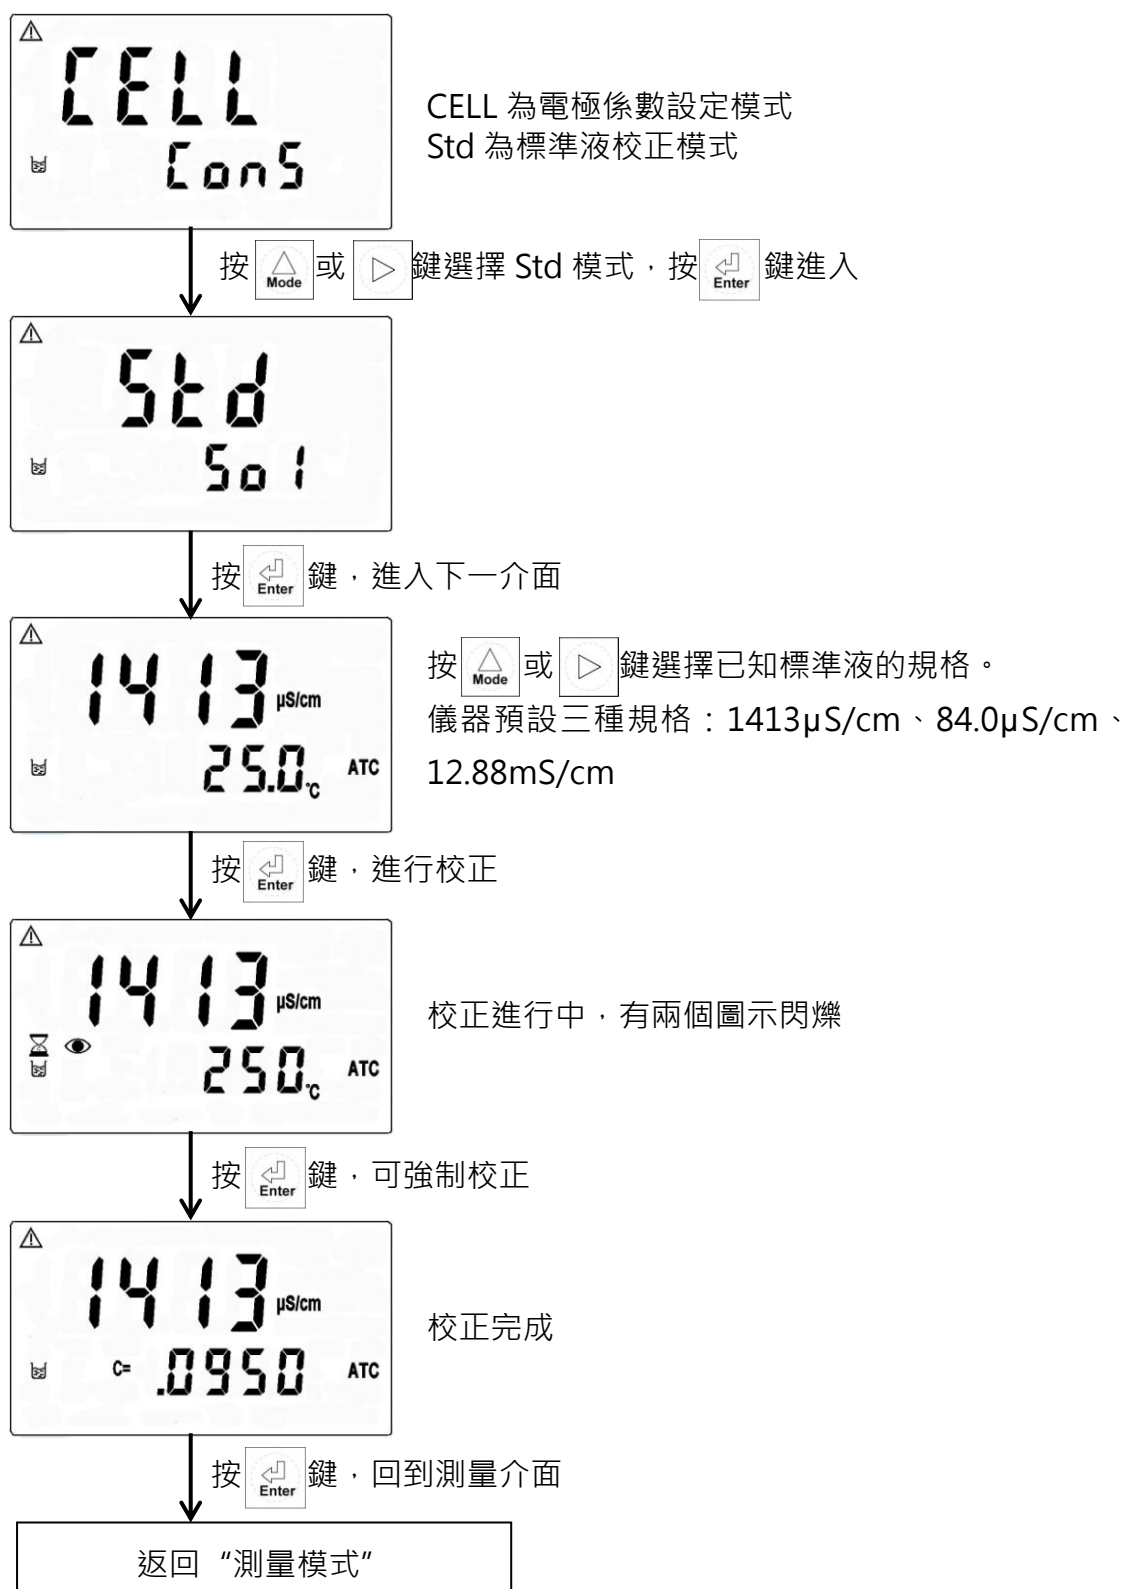 CELL
ConS
CELL 為電極係數設定模式
Std 為標準液校正模式
按 Mode 或 鍵選擇 Std 模式，按 Enter 鍵進入
Std
Sol
按 Enter 鍵，進入下一介面
1413 μS/cm
25.0 ℃ ATC
按 Mode 或 鍵選擇已知標準液的規格。
儀器預設三種規格：1413μS/cm、84.0μS/cm、
12.88mS/cm
按 Enter 鍵，進行校正
1413 μS/cm
250 ℃ ATC
校正進行中，有兩個圖示閃爍
按 Enter 鍵，可強制校正
1413 μS/cm
C= .0950 ATC
校正完成
按 Enter 鍵，回到測量介面
返回 “測量模式”